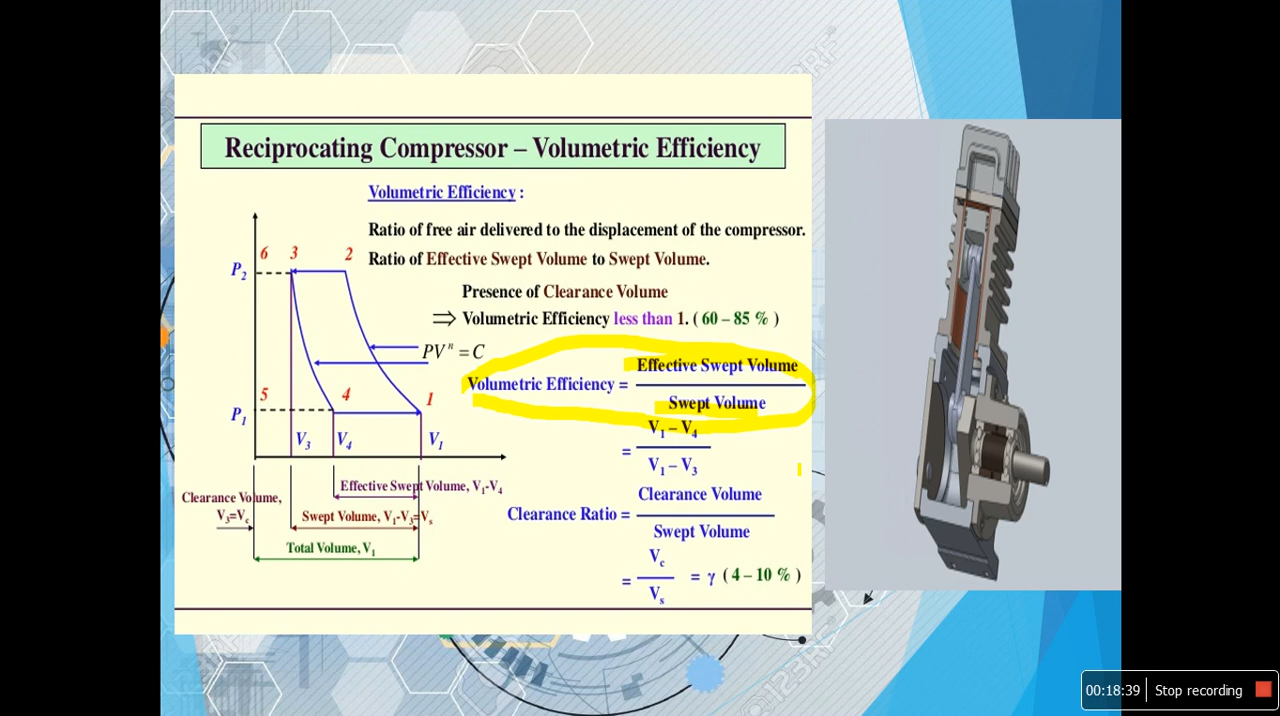 Reciprocating Compressor – Volumetric Efficiency
Volumetric Efficiency :
Ratio of free air delivered to the displacement of the compressor.
Ratio of Effective Swept Volume to Swept Volume.
Presence of Clearance Volume
⇒ Volumetric Efficiency less than 1. ( 60 – 85 % )
6 3 2
P₂
PVⁿ = C
5 4 1
P₁
V₃ V₄ V₁
Effective Swept Volume, V₁-V₄
Clearance Volume,
V₃=V꜀
Swept Volume, V₁-V₃=Vₛ
Total Volume, V₁
Volumetric Efficiency = Effective Swept Volume
Swept Volume
= V₁ – V₄
V₁ – V₃
Clearance Ratio = Clearance Volume
Swept Volume
= V꜀
Vₛ
= γ ( 4 – 10 % )
123RF
00:18:39 Stop recording